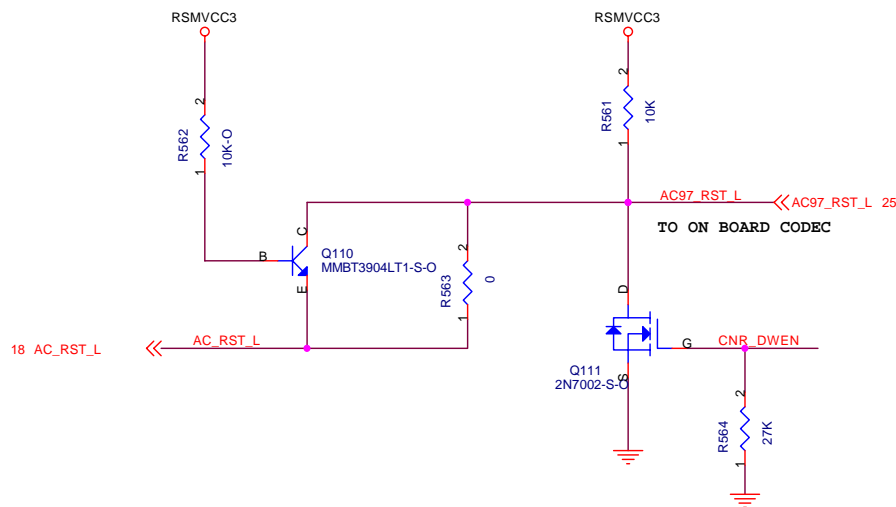 RSMVCC3
RSMVCC3
2
R562
10K-O
1
2
R561
10K
1
AC97_RST_L
AC97_RST_L 25
TO ON BOARD CODEC
C
B
Q110
MMBT3904LT1-S-O
E
2
R563
0
1
18 AC_RST_L
AC_RST_L
D
G
CNR_DWEN
Q111
2N7002-S-O
S
2
R564
27K
1